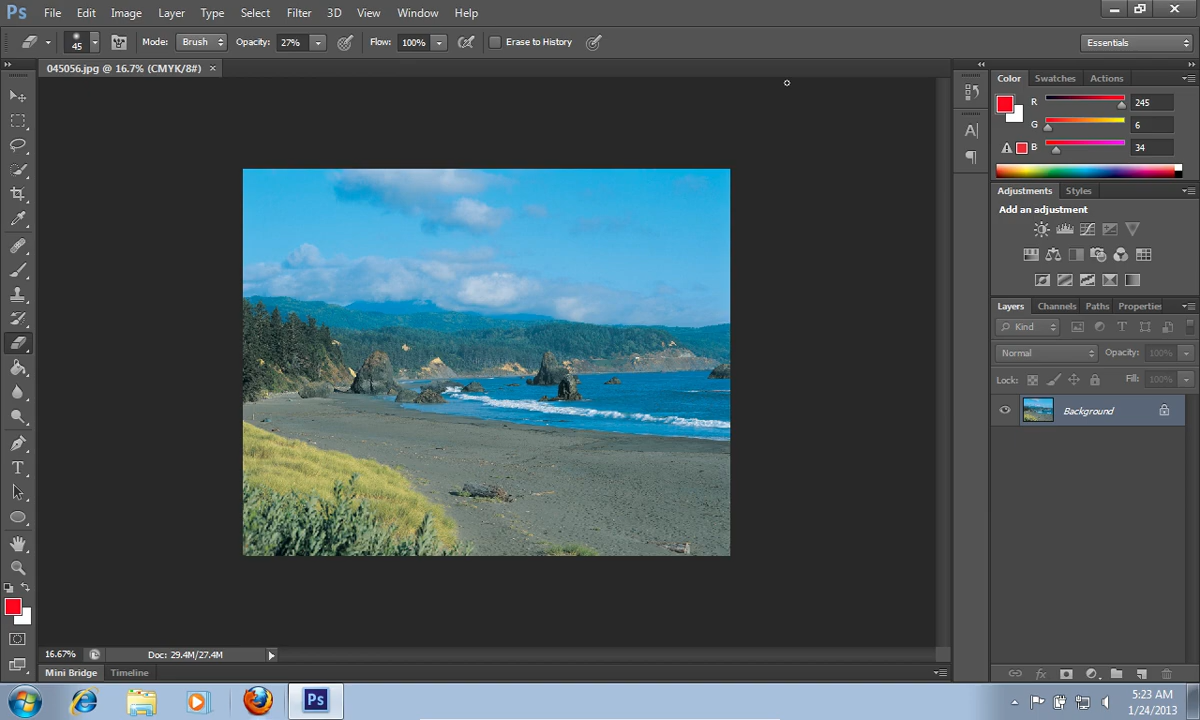 Ps File Edit Image Layer Type Select Filter 3D View Window Help
45 Mode: Brush Opacity: 27% Flow: 100% Erase to History Essentials
045056.jpg @ 16.7% (CMYK/8#) ×
Color Swatches Actions
R 245
G 6
B 34
Adjustments Styles
Add an adjustment
Layers Channels Paths Properties
Kind T
Normal Opacity: 100%
Lock: Fill: 100%
Background
A
T
16.67% Doc: 29.4M/27.4M
fx
Mini Bridge Timeline
Ps
5:23 AM
1/24/2013